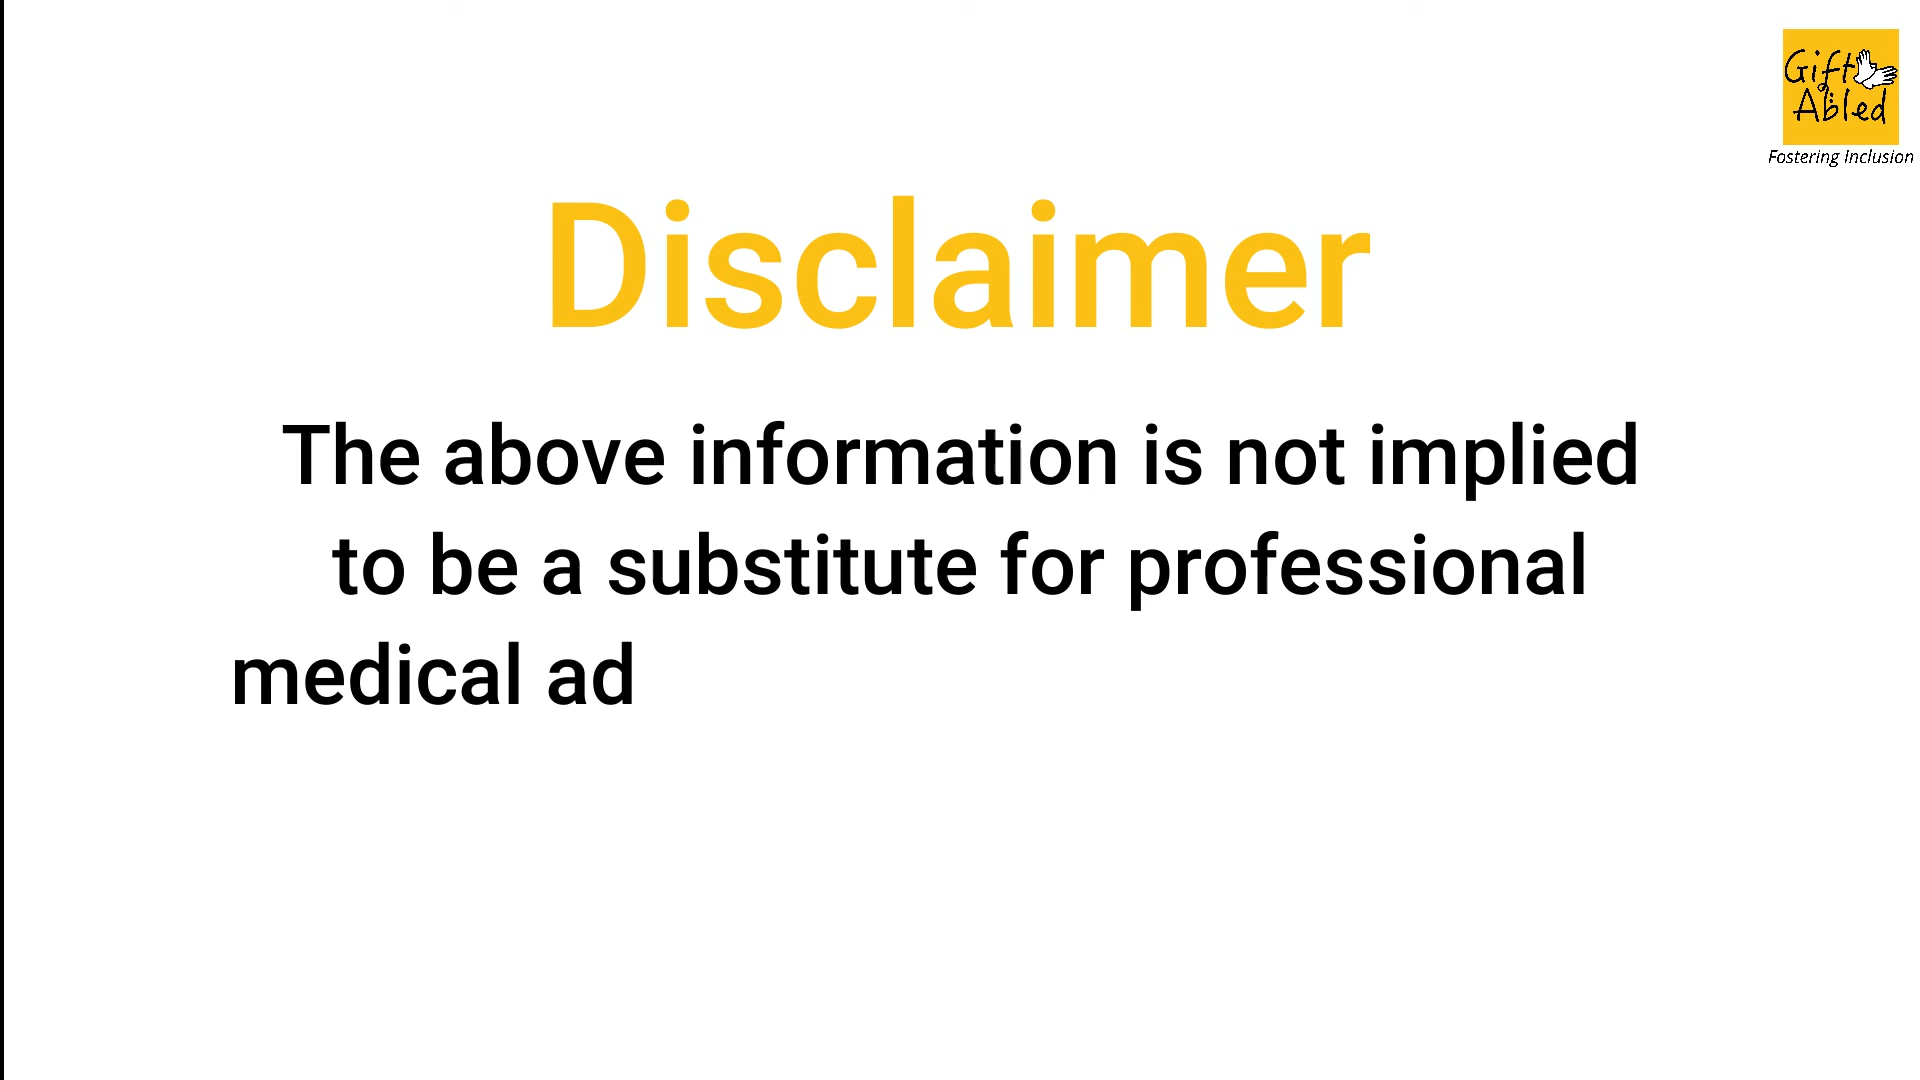 Gift
Abled
Fostering Inclusion
Disclaimer
The above information is not implied
to be a substitute for professional
medical ad